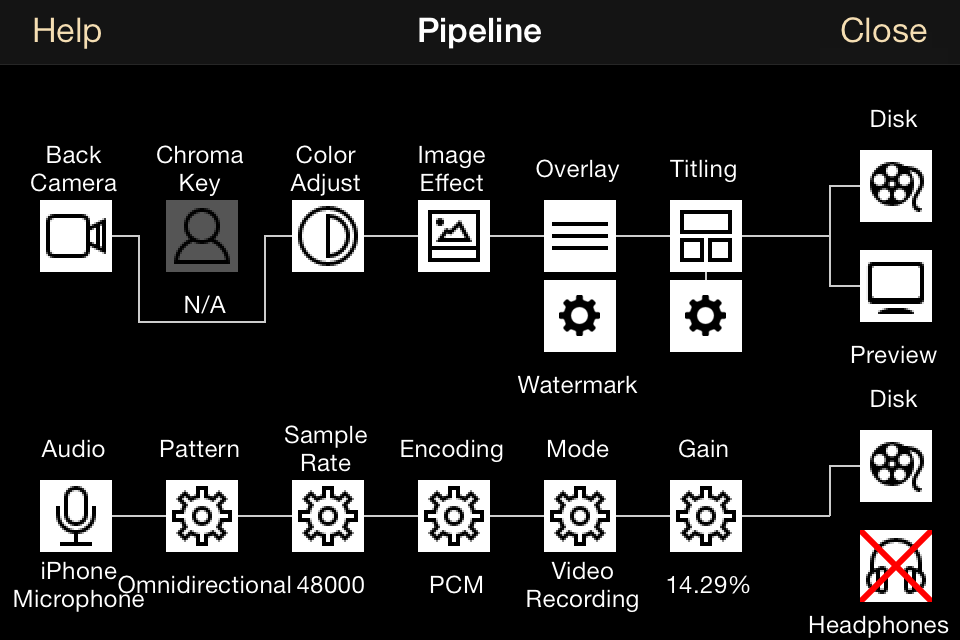 Help
Pipeline
Close
Disk
Back
Camera
Chroma
Key
Color
Adjust
Image
Effect
Overlay
Titling
N/A
Preview
Watermark
Disk
Audio
Pattern
Sample
Rate
Encoding
Mode
Gain
iPhone
Microphone
Omnidirectional
48000
PCM
Video
Recording
14.29%
Headphones